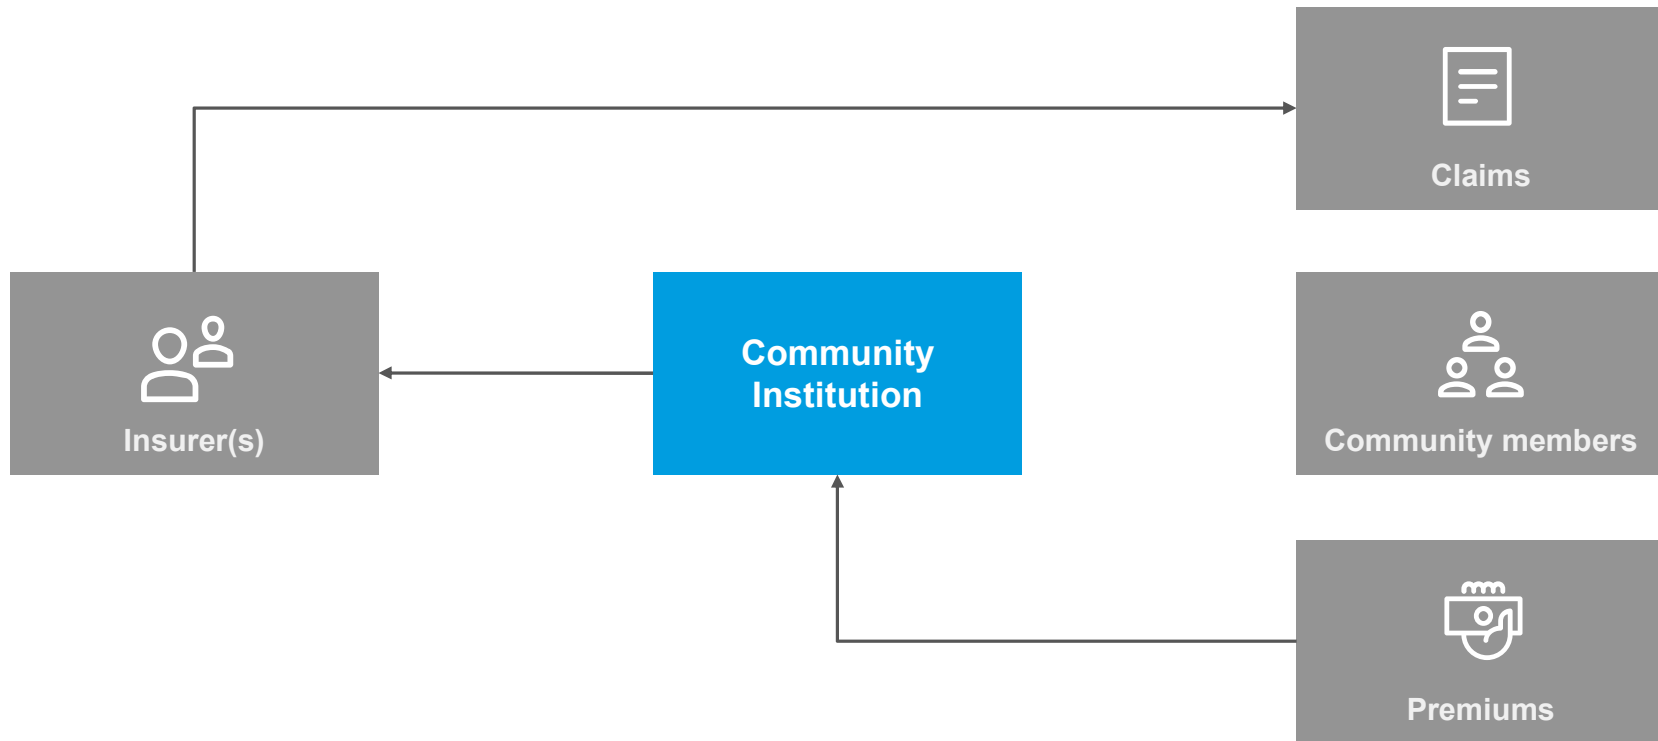 Claims
Insurer(s)
Community
Institution
Community members
Premiums